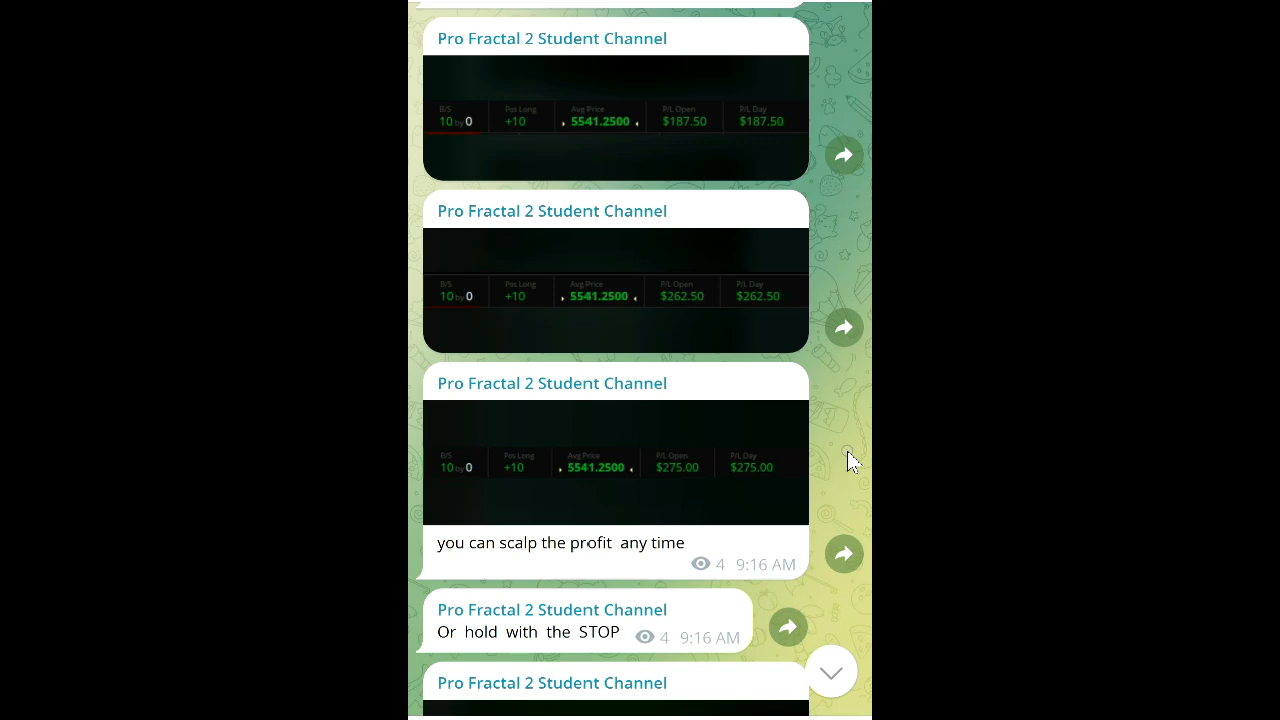 Pro Fractal 2 Student Channel
B/S Pos Long Avg Price P/L Open P/L Day
10 by 0 +10 5541.2500 $187.50 $187.50
Pro Fractal 2 Student Channel
B/S Pos Long Avg Price P/L Open P/L Day
10 by 0 +10 5541.2500 $262.50 $262.50
Pro Fractal 2 Student Channel
B/S Pos Long Avg Price P/L Open P/L Day
10 by 0 +10 5541.2500 $275.00 $275.00
you can scalp the profit any time
4 9:16 AM
Pro Fractal 2 Student Channel
Or hold with the STOP 4 9:16 AM
Pro Fractal 2 Student Channel